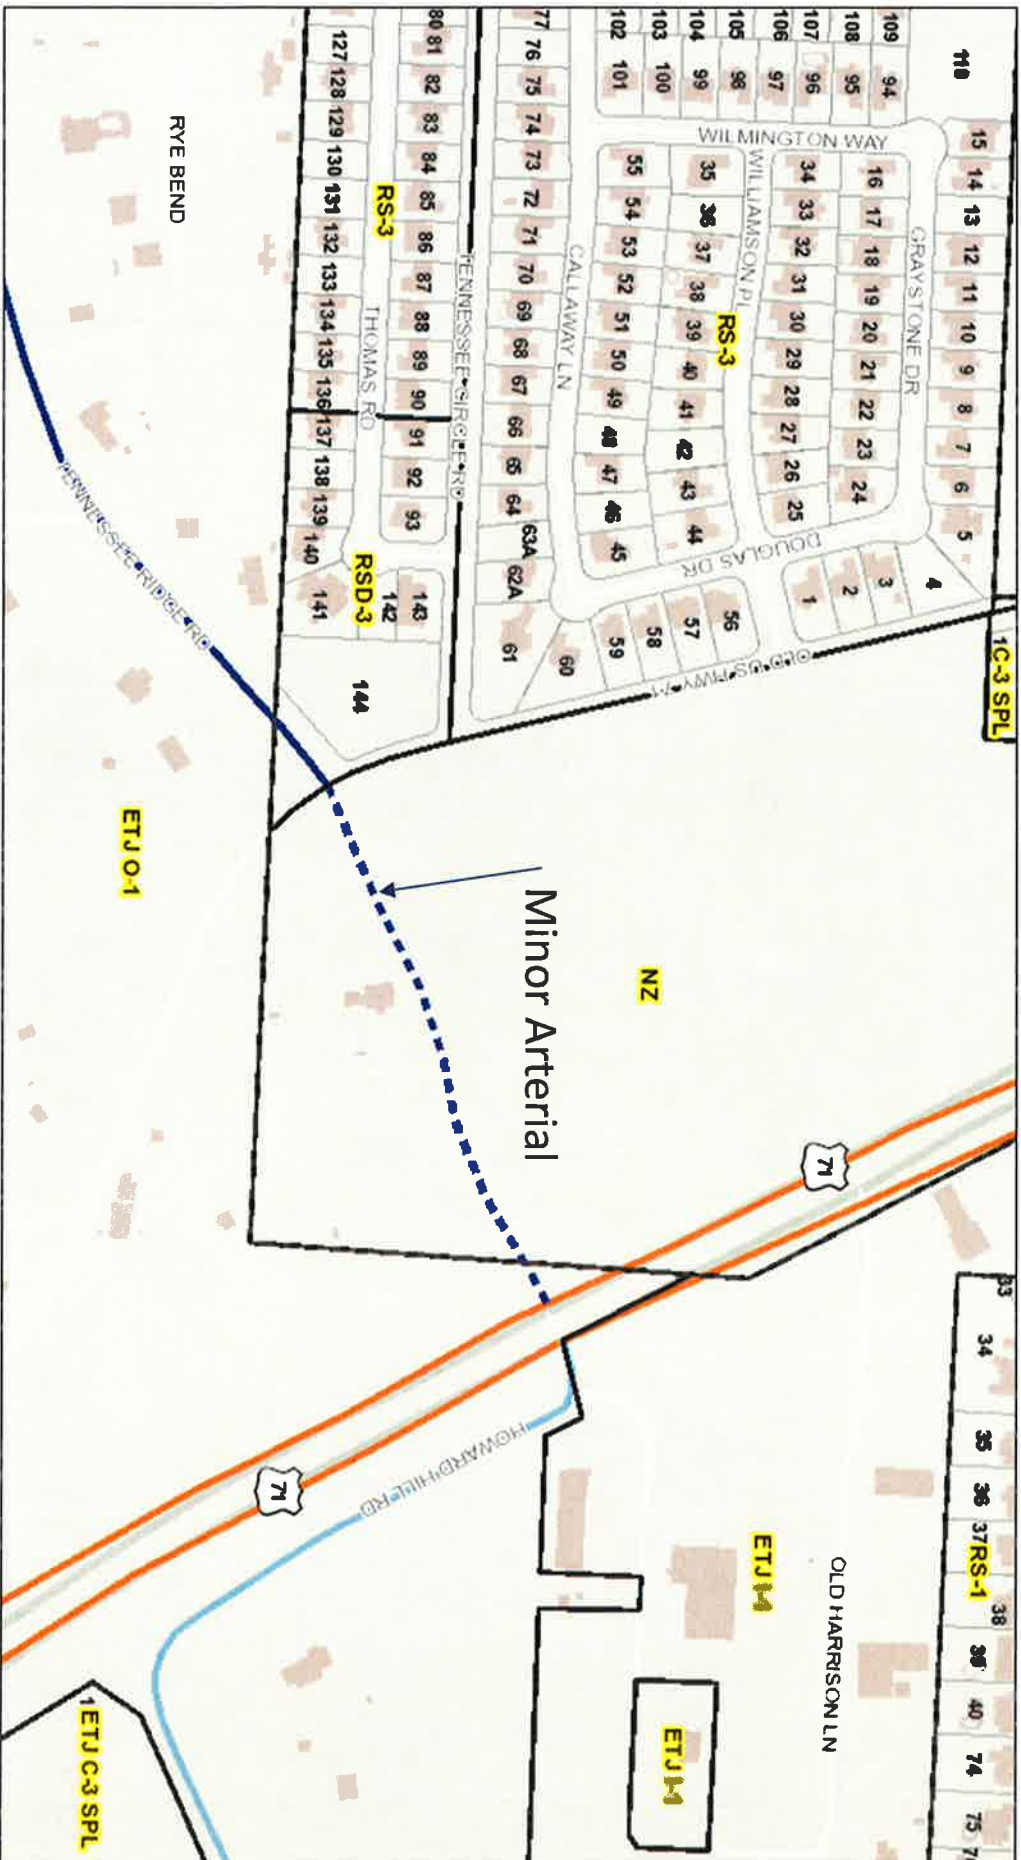 110
15 14 13 12 11 10 9 8 7 6 5
1C-3 SPL
33
34 35 36 37 RS-1 38 39 40 74 75
GRAYSTONE DR
4
109 94
108 95
107 96
106 97
105 98
104 99
103 100
102 101
WILMINGTON WAY
16 17 18 19 20 21 22 23 24
3
2
1
34 33 32 31 30 29 28 27 26 25
DOUGLAS DR
OLD US HWY 71
WILLIAMSON PL
RS-3
35 36 37 38 39 40 41 42 43 44
56
57
58
59
60
61
55 54 53 52 51 50 49 48 47 46 45
CALLAWAY LN
77 76 75 74 73 72 71 70 69 68 67 66 65 64 63A 62A
TENNESSEE CIRCLE RD
80 81 82 83 84 85 86 87 88 89 90 91 92 93
143
142
RS-3
THOMAS RD
RSD-3
144
127 128 129 130 131 132 133 134 135 136 137 138 139 140 141
RYE BEND
TENNESSEE RIDGE RD
ETJ O-1
NZ
Minor Arterial
71
71
HOWARD HILL RD
OLD HARRISON LN
ETJ I-1
ETJ I-1
1 ETJ C-3 SPL